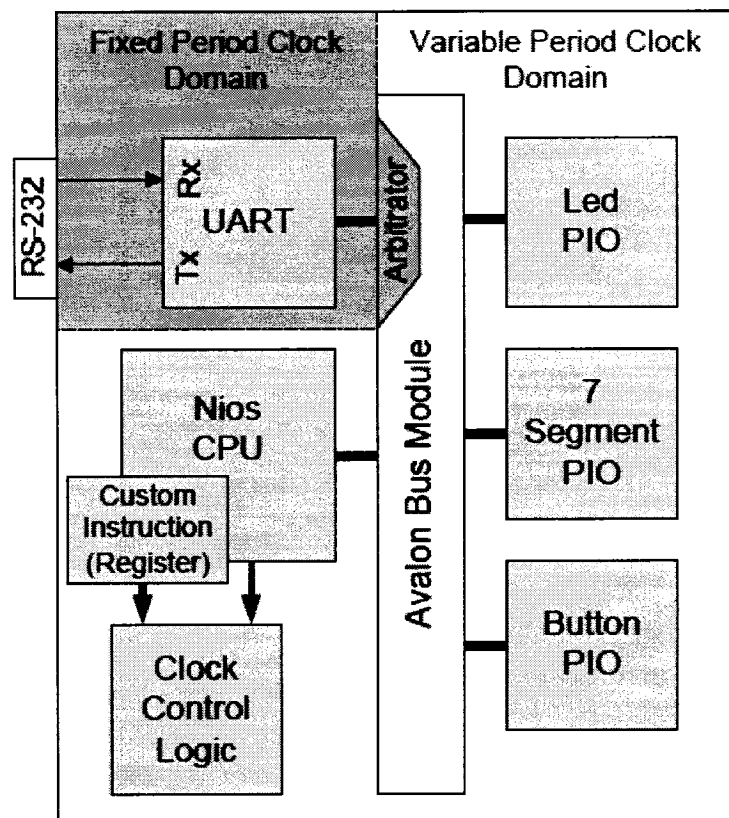 Fixed Period Clock
Domain
Variable Period Clock
Domain
RS-232
Rx
Tx
UART
Arbitrator
Led
PIO
Nios
CPU
Custom
Instruction
(Register)
Clock
Control
Logic
Avalon Bus Module
7
Segment
PIO
Button
PIO